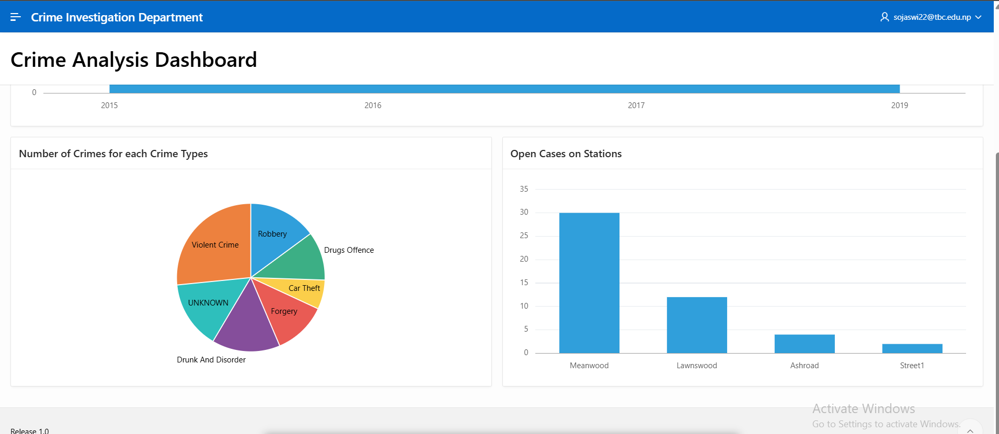 Crime Investigation Department
sojaswi22@tbc.edu.np
Crime Analysis Dashboard
0
2015 2016 2017 2019
Number of Crimes for each Crime Types
Robbery
Violent Crime
Drugs Offence
Car Theft
UNKNOWN
Forgery
Drunk And Disorder
Open Cases on Stations
35
30
25
20
15
10
5
0
Meanwood Lawnswood Ashroad Street1
Activate Windows
Go to Settings to activate Windows.
Release 1.0